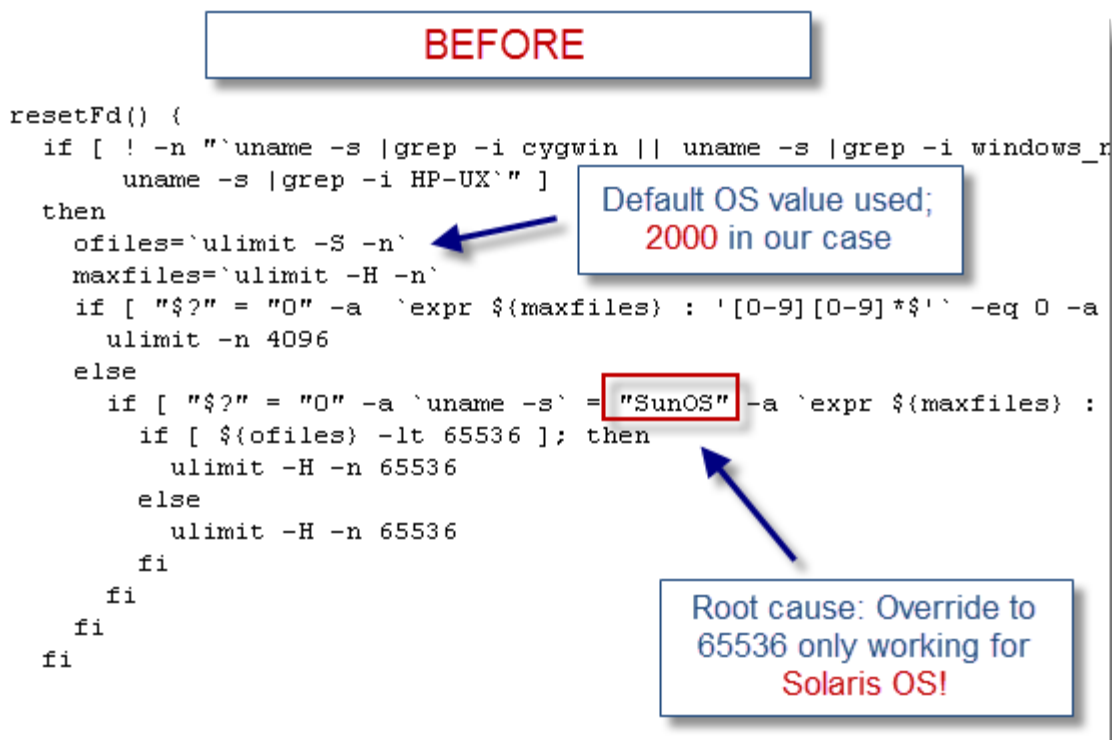 BEFORE
resetFd() {
  if [ ! -n "`uname -s |grep -i cygwin || uname -s |grep -i windows_
        uname -s |grep -i HP-UX`" ]
Default OS value used;
2000 in our case
  then
    ofiles=`ulimit -S -n`
    maxfiles=`ulimit -H -n`
    if [ "$?" = "0" -a  `expr ${maxfiles} : '[0-9][0-9]*$'` -eq 0 -a
      ulimit -n 4096
    else
      if [ "$?" = "0" -a `uname -s` = "SunOS" -a `expr ${maxfiles} :
        if [ ${ofiles} -lt 65536 ]; then
          ulimit -H -n 65536
        else
          ulimit -H -n 65536
        fi
      fi
    fi
  fi
Root cause: Override to
65536 only working for
Solaris OS!